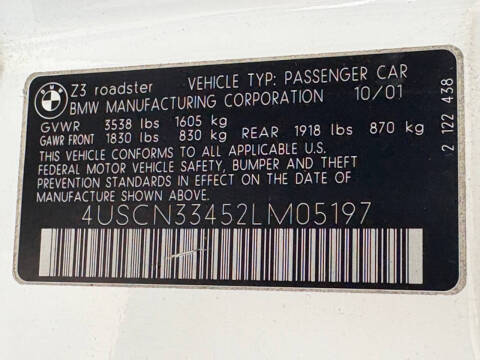 BMW
Z3 roadster VEHICLE TYP: PASSENGER CAR
BMW MANUFACTURING CORPORATION 10/01
GVWR 3538 lbs 1605 kg
GAWR FRONT 1830 lbs 830 kg REAR 1918 lbs 870 kg
THIS VEHICLE CONFORMS TO ALL APPLICABLE U.S.
FEDERAL MOTOR VEHICLE SAFETY, BUMPER AND THEFT
PREVENTION STANDARDS IN EFFECT ON THE DATE OF
MANUFACTURE SHOWN ABOVE.
4USCN33452LM05197
2 122 438